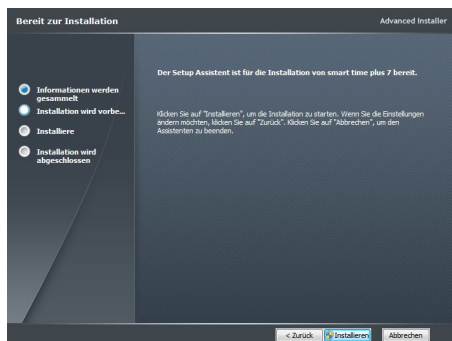 Bereit zur Installation
Advanced Installer
Informationen werden
gesammelt
Installation wird vorbe...
Installiere
Installation wird
abgeschlossen
Der Setup Assistent ist für die Installation von smart time plus 7 bereit.
Klicken Sie auf "Installieren", um die Installation zu starten. Wenn Sie die Einstellungen
ändern möchten, klicken Sie auf "Zurück". Klicken Sie auf "Abbrechen", um den
Assistenten zu beenden.
< Zurück
Installieren
Abbrechen